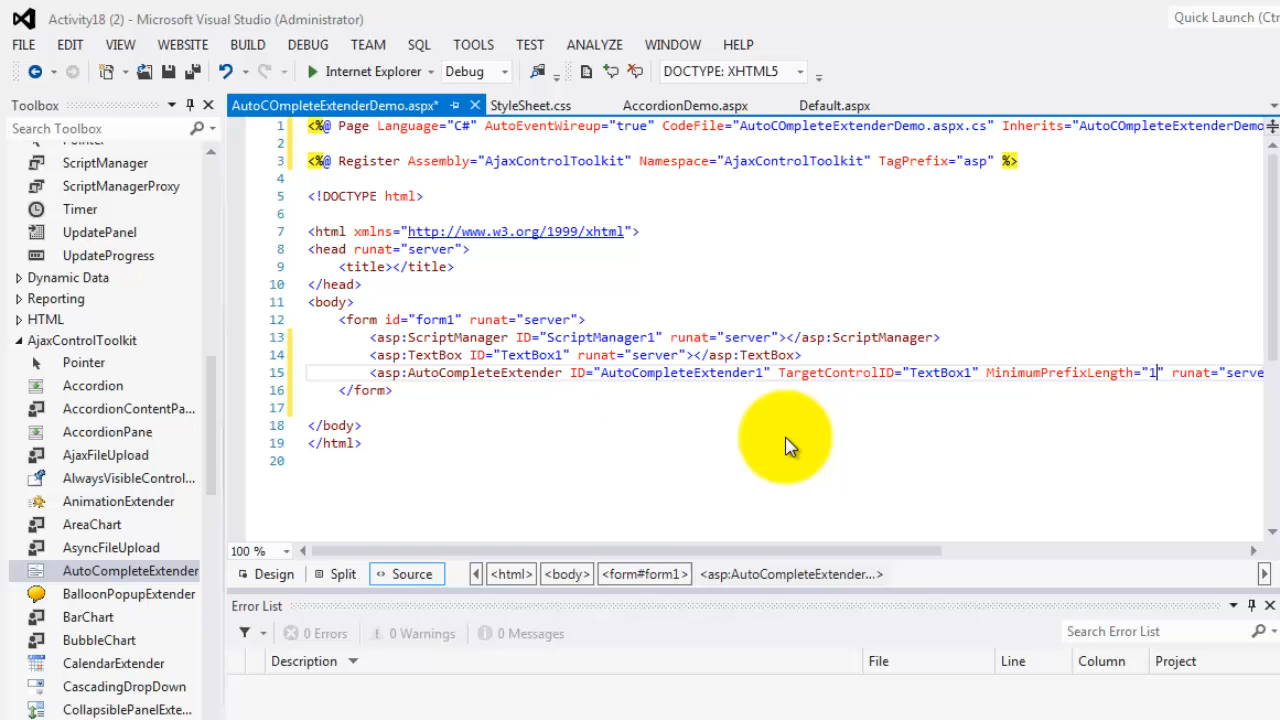 Activity18 (2) - Microsoft Visual Studio (Administrator)
Quick Launch (Ctr
FILE EDIT VIEW WEBSITE BUILD DEBUG TEAM SQL TOOLS TEST ANALYZE WINDOW HELP
Internet Explorer Debug DOCTYPE: XHTML5
Toolbox
AutoCOmpleteExtenderDemo.aspx* StyleSheet.css AccordionDemo.aspx Default.aspx
Search Toolbox
Pointer
ScriptManager
ScriptManagerProxy
Timer
UpdatePanel
UpdateProgress
Dynamic Data
Reporting
HTML
AjaxControlToolkit
Pointer
Accordion
AccordionContentPa...
AccordionPane
AjaxFileUpload
AlwaysVisibleControl...
AnimationExtender
AreaChart
AsyncFileUpload
AutoCompleteExtender
BalloonPopupExtender
BarChart
BubbleChart
CalendarExtender
CascadingDropDown
CollapsiblePanelExte...
1 <%@ Page Language="C#" AutoEventWireup="true" CodeFile="AutoCOmpleteExtenderDemo.aspx.cs" Inherits="AutoCOmpleteExtenderDemo
2
3 <%@ Register Assembly="AjaxControlToolkit" Namespace="AjaxControlToolkit" TagPrefix="asp" %>
4
5 <!DOCTYPE html>
6
7 <html xmlns="http://www.w3.org/1999/xhtml">
8 <head runat="server">
9 <title></title>
10 </head>
11 <body>
12 <form id="form1" runat="server">
13 <asp:ScriptManager ID="ScriptManager1" runat="server"></asp:ScriptManager>
14 <asp:TextBox ID="TextBox1" runat="server"></asp:TextBox>
15 <asp:AutoCompleteExtender ID="AutoCompleteExtender1" TargetControlID="TextBox1" MinimumPrefixLength="1" runat="serve
16 </form>
17
18 </body>
19 </html>
20
100 %
Design Split Source <html> <body> <form#form1> <asp:AutoCompleteExtender...>
Error List
0 Errors 0 Warnings 0 Messages Search Error List
Description File Line Column Project